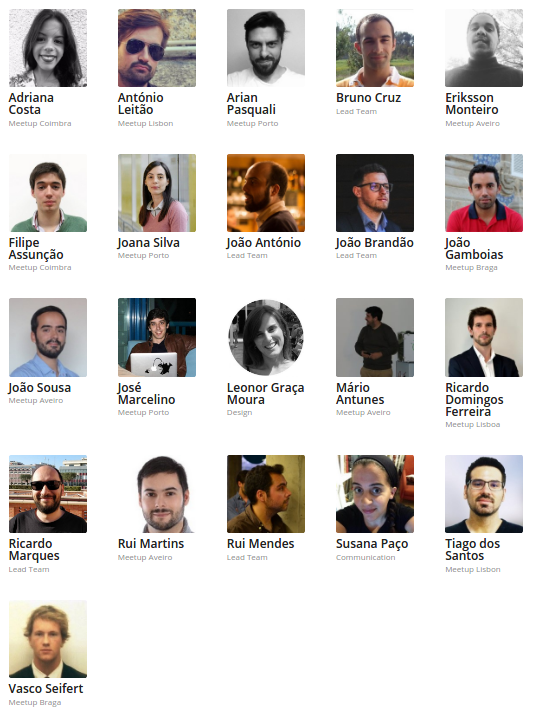 Adriana
Costa
Meetup Coimbra
António
Leitão
Meetup Lisbon
Arian
Pasquali
Meetup Porto
Bruno Cruz
Lead Team
Eriksson
Monteiro
Meetup Aveiro
Filipe
Assunção
Meetup Coimbra
Joana Silva
Meetup Porto
João António
Lead Team
João Brandão
Lead Team
João
Gamboias
Meetup Braga
João Sousa
Meetup Aveiro
José
Marcelino
Meetup Porto
Leonor Graça
Moura
Design
Mário
Antunes
Meetup Aveiro
Ricardo
Domingos
Ferreira
Meetup Lisboa
Ricardo
Marques
Lead Team
Rui Martins
Meetup Aveiro
Rui Mendes
Lead Team
Susana Paço
Communication
Tiago dos
Santos
Meetup Lisbon
Vasco Seifert
Meetup Braga